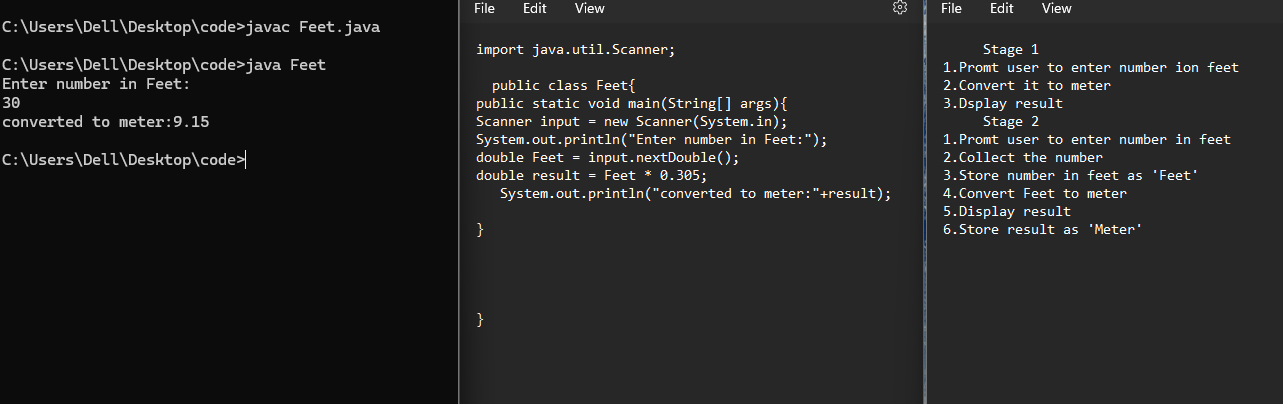 C:\Users\Dell\Desktop\code>javac Feet.java
C:\Users\Dell\Desktop\code>java Feet
Enter number in Feet:
30
converted to meter:9.15
C:\Users\Dell\Desktop\code>
File Edit View
import java.util.Scanner;
public class Feet{
public static void main(String[] args){
Scanner input = new Scanner(System.in);
System.out.println("Enter number in Feet:");
double Feet = input.nextDouble();
double result = Feet * 0.305;
System.out.println("converted to meter:"+result);
}
}
File Edit View
Stage 1
1.Promt user to enter number ion feet
2.Convert it to meter
3.Dsplay result
Stage 2
1.Promt user to enter number in feet
2.Collect the number
3.Store number in feet as 'Feet'
4.Convert Feet to meter
5.Display result
6.Store result as 'Meter'